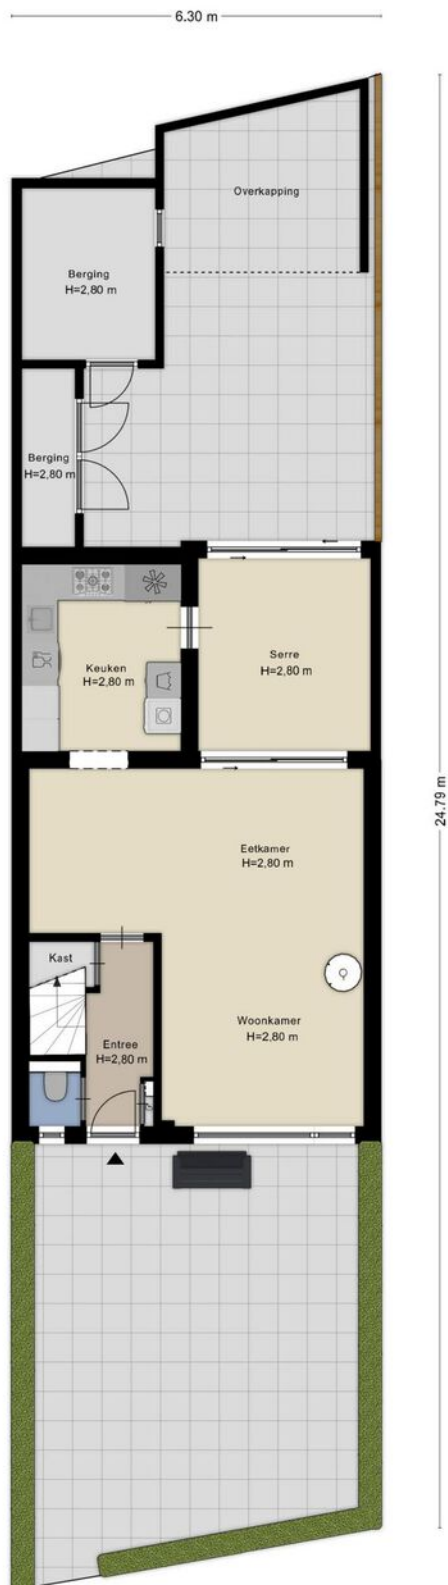 6.30 m
Overkapping
Berging
H=2,80 m
Berging
H=2,80 m
Keuken
H=2,80 m
Serre
H=2,80 m
24.79 m
Eetkamer
H=2,80 m
Kast
Woonkamer
H=2,80 m
Entree
H=2,80 m